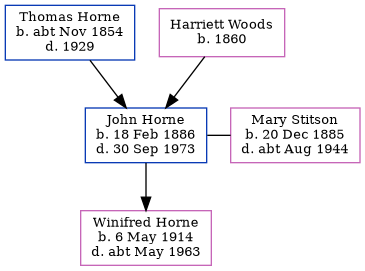 Thomas Horne
b. abt Nov 1854
d. 1929
Harriett Woods
b. 1860
John Horne
b. 18 Feb 1886
d. 30 Sep 1973
Mary Stitson
b. 20 Dec 1885
d. abt Aug 1944
Winifred Horne
b. 6 May 1914
d. abt May 1963